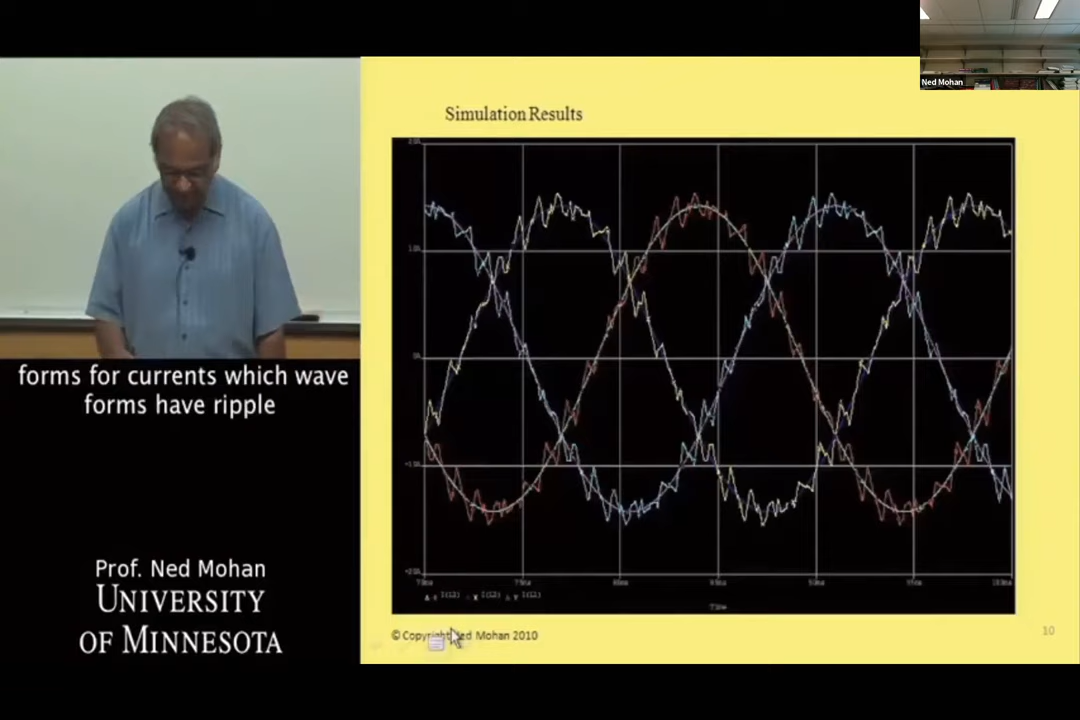 Ned Mohan
Simulation Results
forms for currents which wave
forms have ripple
Prof. Ned Mohan
UNIVERSITY
OF MINNESOTA
Time
© Copyright Ned Mohan 2010
10